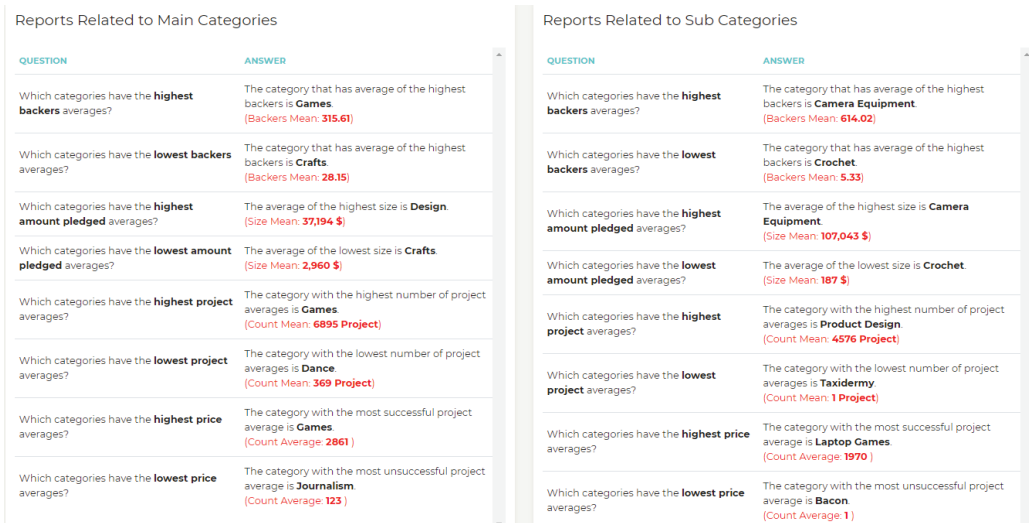 Reports Related to Main Categories
QUESTION ANSWER
Which categories have the highest
backers averages?
The category that has average of the highest
backers is Games.
(Backers Mean: 315.61)
Which categories have the lowest backers
averages?
The category that has average of the highest
backers is Crafts.
(Backers Mean: 28.15)
Which categories have the highest
amount pledged averages?
The average of the highest size is Design.
(Size Mean: 37,194 $)
Which categories have the lowest amount
pledged averages?
The average of the lowest size is Crafts.
(Size Mean: 2,960 $)
Which categories have the highest project
averages?
The category with the highest number of project
averages is Games.
(Count Mean: 6895 Project)
Which categories have the lowest project
averages?
The category with the lowest number of project
averages is Dance.
(Count Mean: 369 Project)
Which categories have the highest price
averages?
The category with the most successful project
average is Games.
(Count Average: 2861 )
Which categories have the lowest price
averages?
The category with the most unsuccessful project
average is Journalism.
(Count Average: 123 )
Reports Related to Sub Categories
QUESTION ANSWER
Which categories have the highest
backers averages?
The category that has average of the highest
backers is Camera Equipment.
(Backers Mean: 614.02)
Which categories have the lowest
backers averages?
The category that has average of the highest
backers is Crochet.
(Backers Mean: 5.33)
Which categories have the highest
amount pledged averages?
The average of the highest size is Camera
Equipment.
(Size Mean: 107,043 $)
Which categories have the lowest
amount pledged averages?
The average of the lowest size is Crochet.
(Size Mean: 187 $)
Which categories have the highest
project averages?
The category with the highest number of project
averages is Product Design.
(Count Mean: 4576 Project)
Which categories have the lowest
project averages?
The category with the lowest number of project
averages is Taxidermy.
(Count Mean: 1 Project)
Which categories have the highest price
averages?
The category with the most successful project
average is Laptop Games.
(Count Average: 1970 )
Which categories have the lowest price
averages?
The category with the most unsuccessful project
average is Bacon.
(Count Average: 1 )